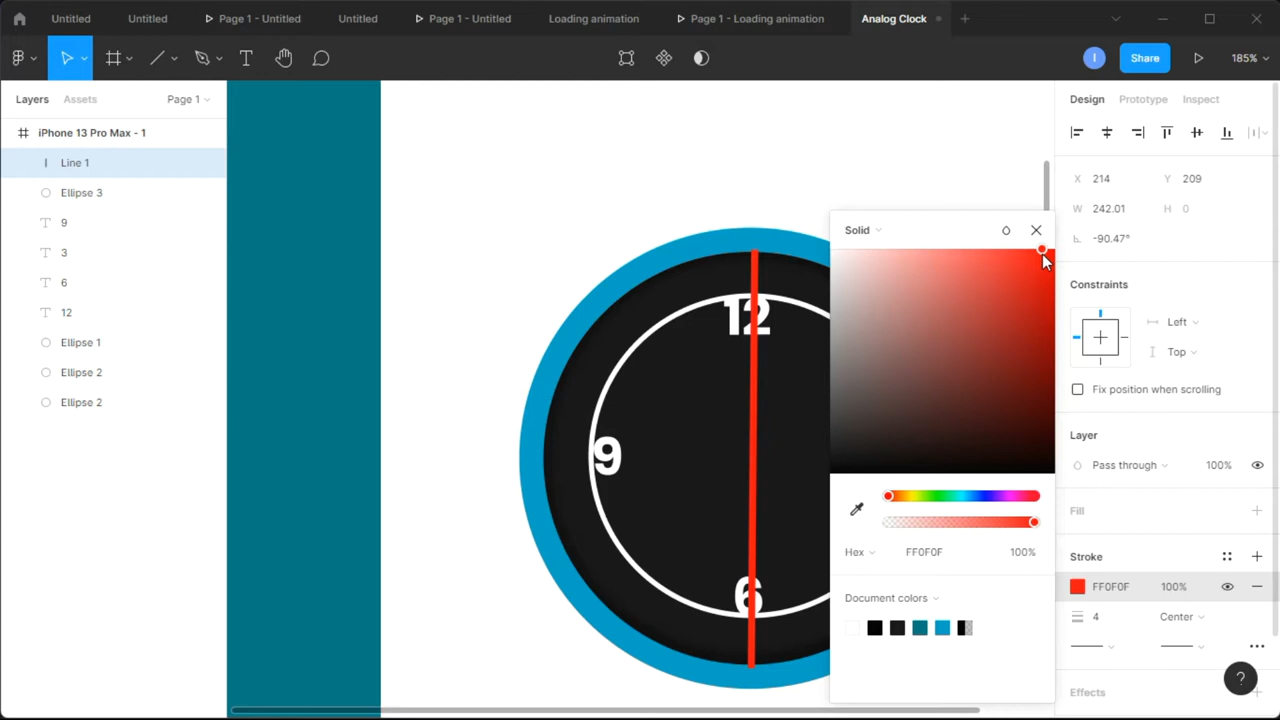 Untitled Untitled Page 1 - Untitled Untitled Page 1 - Untitled Loading animation Page 1 - Loading animation Analog Clock
I Share 185%
Layers Assets Page 1
Design Prototype Inspect
iPhone 13 Pro Max - 1
Line 1
Ellipse 3
9
3
6
12
Ellipse 1
Ellipse 2
Ellipse 2
12
9
6
Solid
Hex FF0F0F 100%
Document colors
X 214 Y 209
W 242.01 H 0
-90.47°
Constraints
Left
Top
Fix position when scrolling
Layer
Pass through 100%
Fill
Stroke
FF0F0F 100%
4 Center
Effects
?